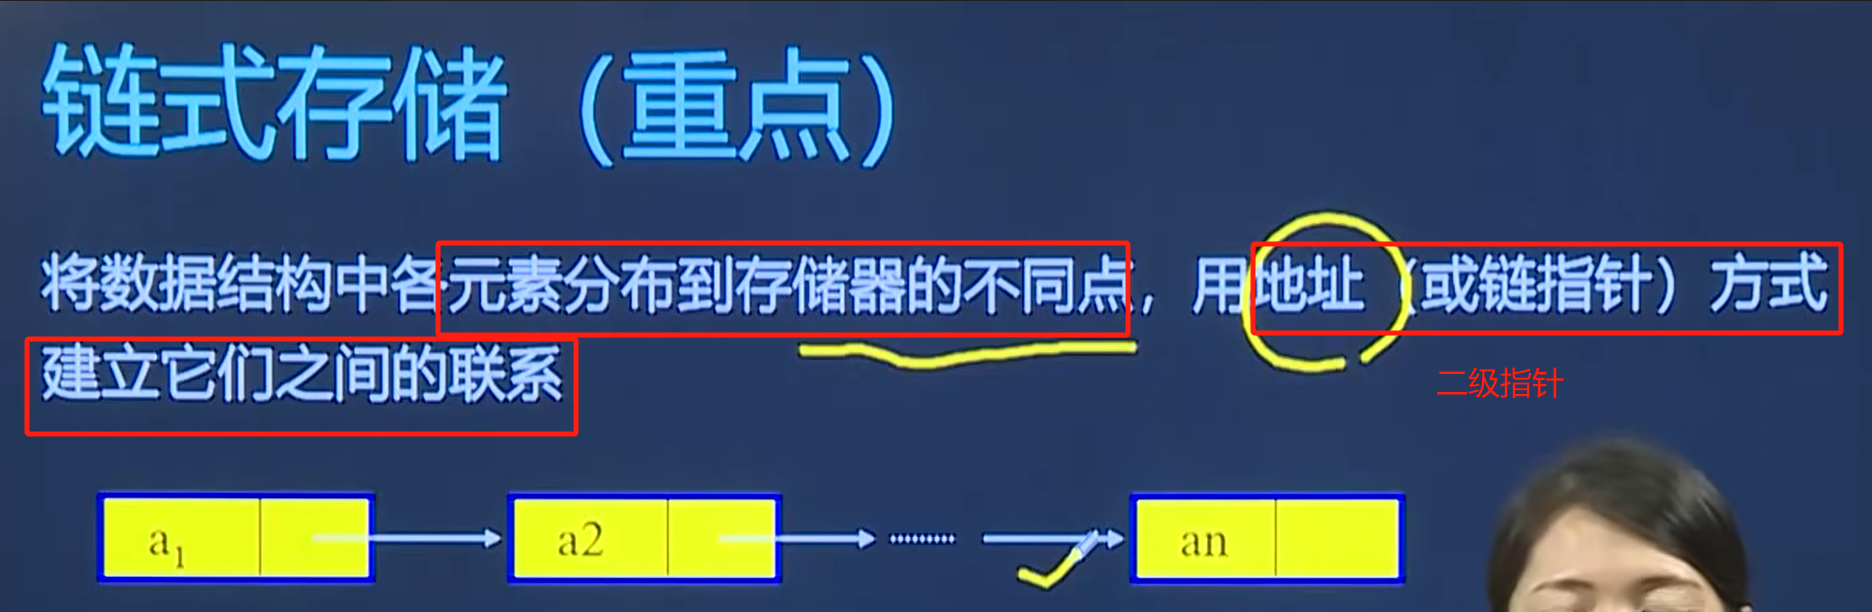 链式存储（重点）
将数据结构中各元素分布到存储器的不同点，用地址（或链指针）方式
建立它们之间的联系
二级指针
a1 a2 ········· an